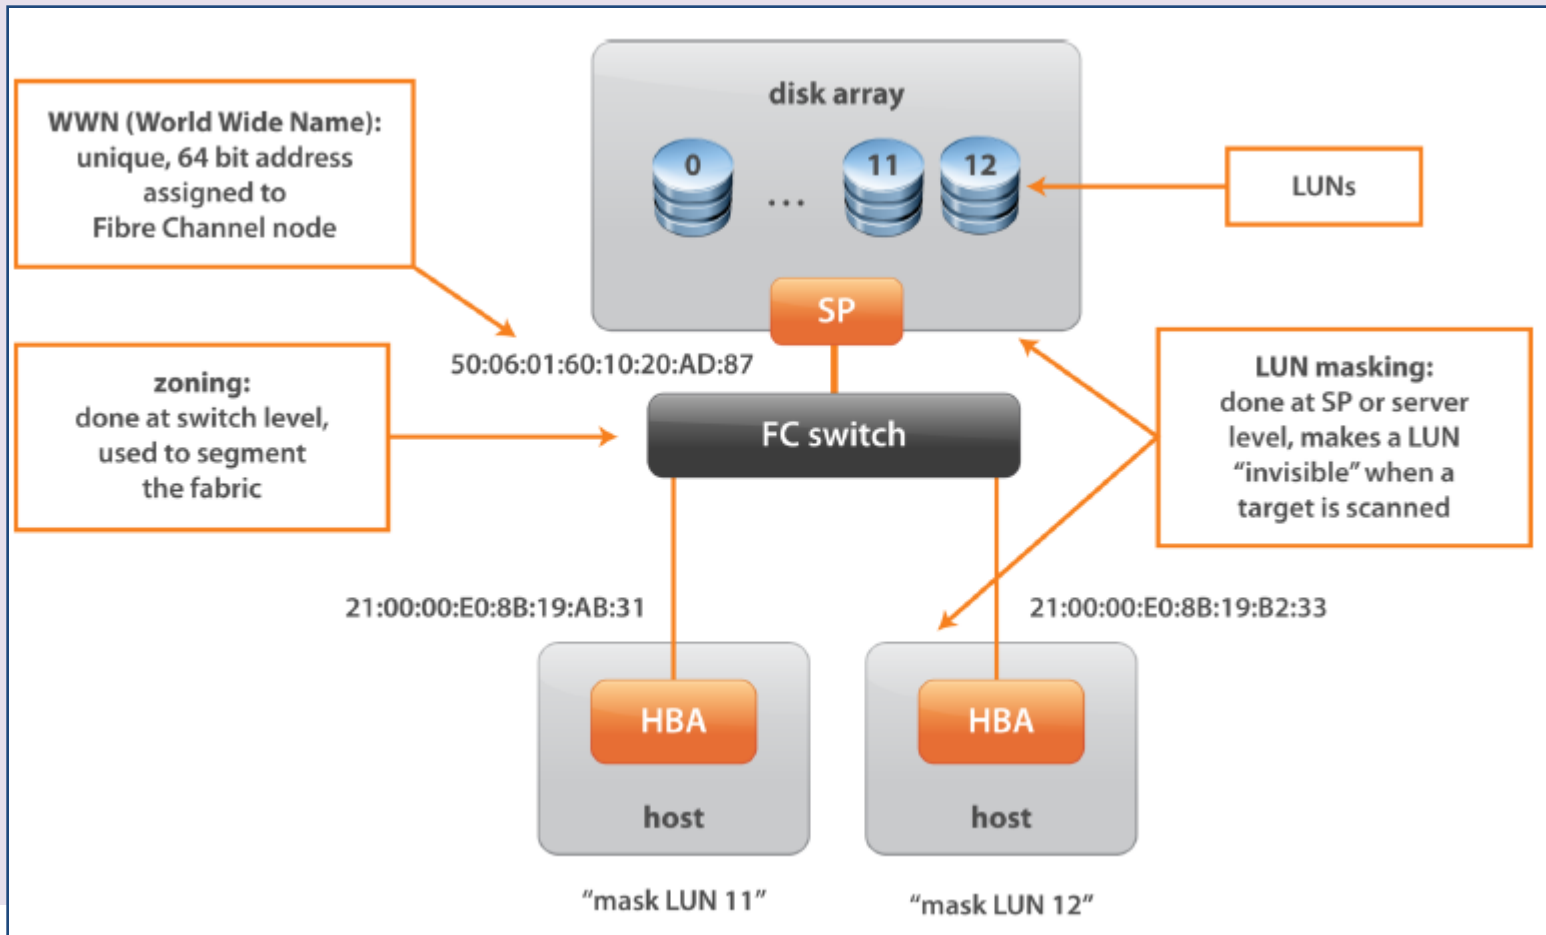 disk array
0
...
11
12
SP
WWN (World Wide Name):
unique, 64 bit address
assigned to
Fibre Channel node
LUNs
50:06:01:60:10:20:AD:87
zoning:
done at switch level,
used to segment
the fabric
FC switch
LUN masking:
done at SP or server
level, makes a LUN
“invisible” when a
target is scanned
21:00:00:E0:8B:19:AB:31
21:00:00:E0:8B:19:B2:33
HBA
host
HBA
host
“mask LUN 11”
“mask LUN 12”